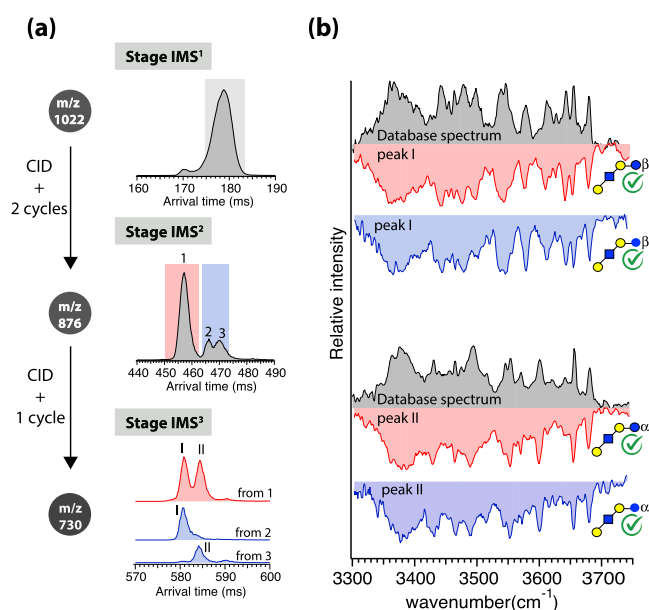 (a)
Stage IMS¹
m/z
1022
160 170 180 190
Arrival time (ms)
CID
+
2 cycles
Stage IMS²
1
2 3
m/z
876
440 450 460 470 480 490
Arrival time (ms)
CID
+
1 cycle
Stage IMS³
I II
from 1
I
from 2
II
from 3
m/z
730
570 580 590 600
Arrival time (ms)
(b)
Relative intensity
Database spectrum
peak I
β
peak I
β
Database spectrum
peak II
α
peak II
α
3300 3400 3500 3600 3700
wavenumber(cm⁻¹)